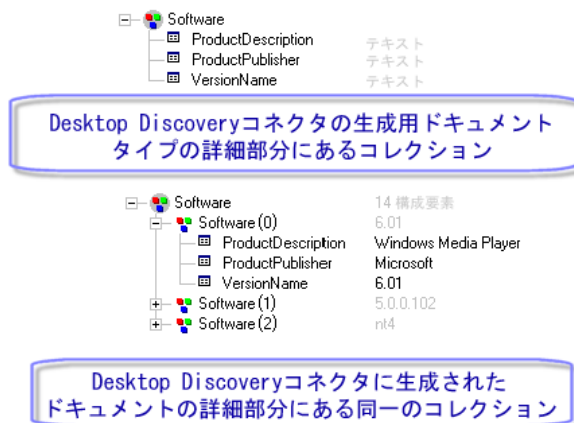 Software
ProductDescription テキスト
ProductPublisher テキスト
VersionName テキスト
Desktop Discoveryコネクタの生成用ドキュメント
タイプの詳細部分にあるコレクション
Software 14 構成要素
Software (0) 6.01
ProductDescription Windows Media Player
ProductPublisher Microsoft
VersionName 6.01
Software (1) 5.0.0.102
Software (2) nt4
Desktop Discoveryコネクタに生成された
ドキュメントの詳細部分にある同一のコレクション